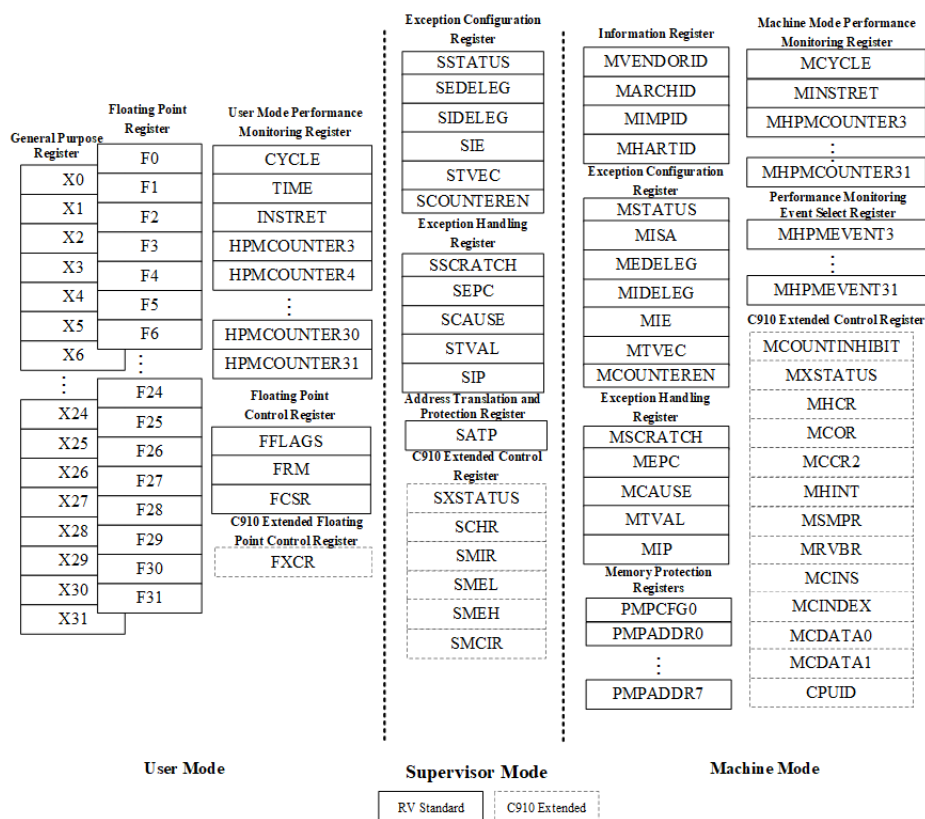 General Purpose
Register
X0
X1
X2
X3
X4
X5
X6
X24
X25
X26
X27
X28
X29
X30
X31
Floating Point
Register
F0
F1
F2
F3
F4
F5
F6
F24
F25
F26
F27
F28
F29
F30
F31
User Mode Performance
Monitoring Register
CYCLE
TIME
INSTRET
HPMCOUNTER3
HPMCOUNTER4
HPMCOUNTER30
HPMCOUNTER31
Floating Point
Control Register
FFLAGS
FRM
FCSR
C910 Extended Floating
Point Control Register
FXCR
User Mode
Exception Configuration
Register
SSTATUS
SEDELEG
SIDELEG
SIE
STVEC
SCOUNTEREN
Exception Handling
Register
SSCRATCH
SEPC
SCAUSE
STVAL
SIP
Address Translation and
Protection Register
SATP
C910 Extended Control
Register
SXSTATUS
SCHR
SMIR
SMEL
SMEH
SMCIR
Supervisor Mode
Information Register
MVENDORID
MARCHID
MIMPID
MHARTID
Exception Configuration
Register
MSTATUS
MISA
MEDELEG
MIDELEG
MIE
MTVEC
MCOUNTEREN
Exception Handling
Register
MSCRATCH
MEPC
MCAUSE
MTVAL
MIP
Memory Protection
Registers
PMPCFG0
PMPADDR0
PMPADDR7
Machine Mode Performance
Monitoring Register
MCYCLE
MINSTRET
MHPMCOUNTER3
MHPMCOUNTER31
Performance Monitoring
Event Select Register
MHPMEVENT3
MHPMEVENT31
C910 Extended Control Register
MCOUNTINHIBIT
MXSTATUS
MHCR
MCOR
MCCR2
MHINT
MSMPR
MRVBR
MCINS
MCINDEX
MCDATA0
MCDATA1
CPUID
Machine Mode
RV Standard
C910 Extended